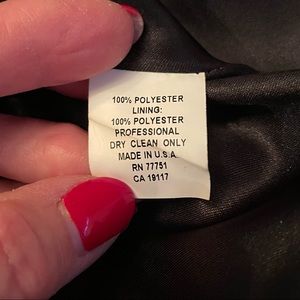 100% POLYESTER
LINING:
100% POLYESTER
PROFESSIONAL
DRY CLEAN ONLY
MADE IN U.S.A.
RN 77751
CA 19117